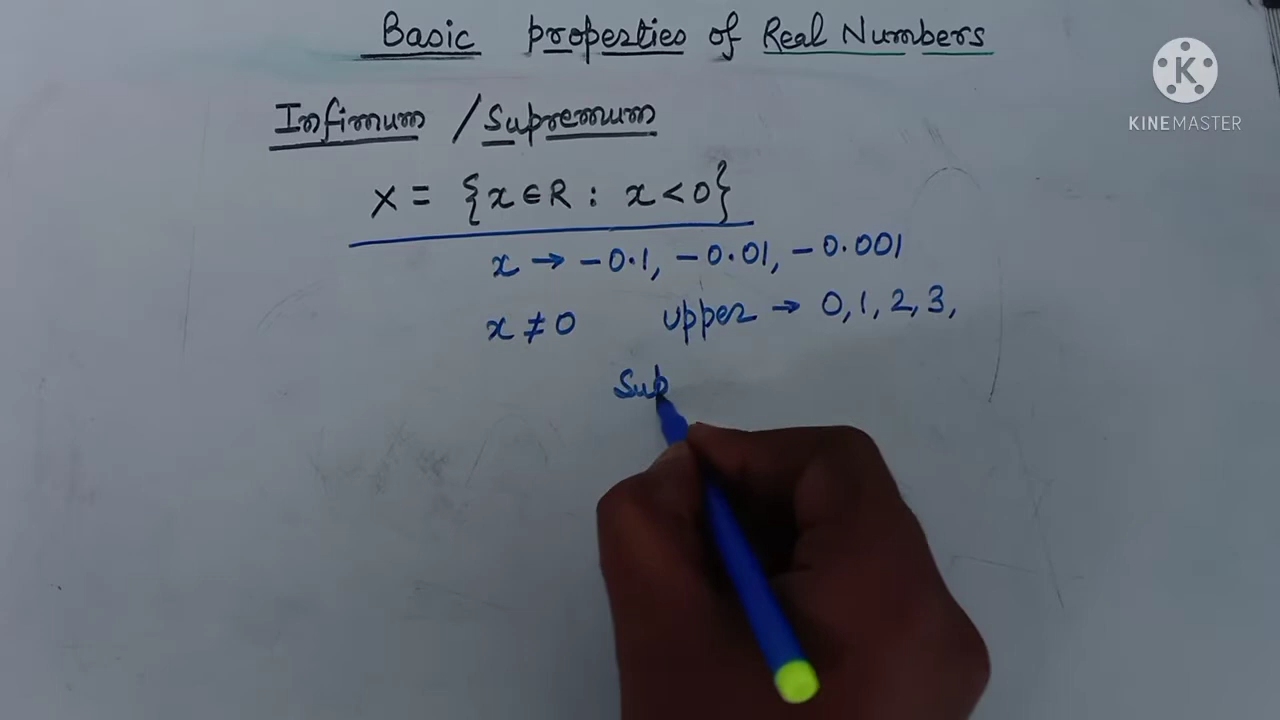 Basic properties of Real Numbers
KINEMASTER
Infimum / Supremum
X = {x ∈ R : x < 0}
x → -0.1, -0.01, -0.001
x ≠ 0 upper → 0, 1, 2, 3,
Sup